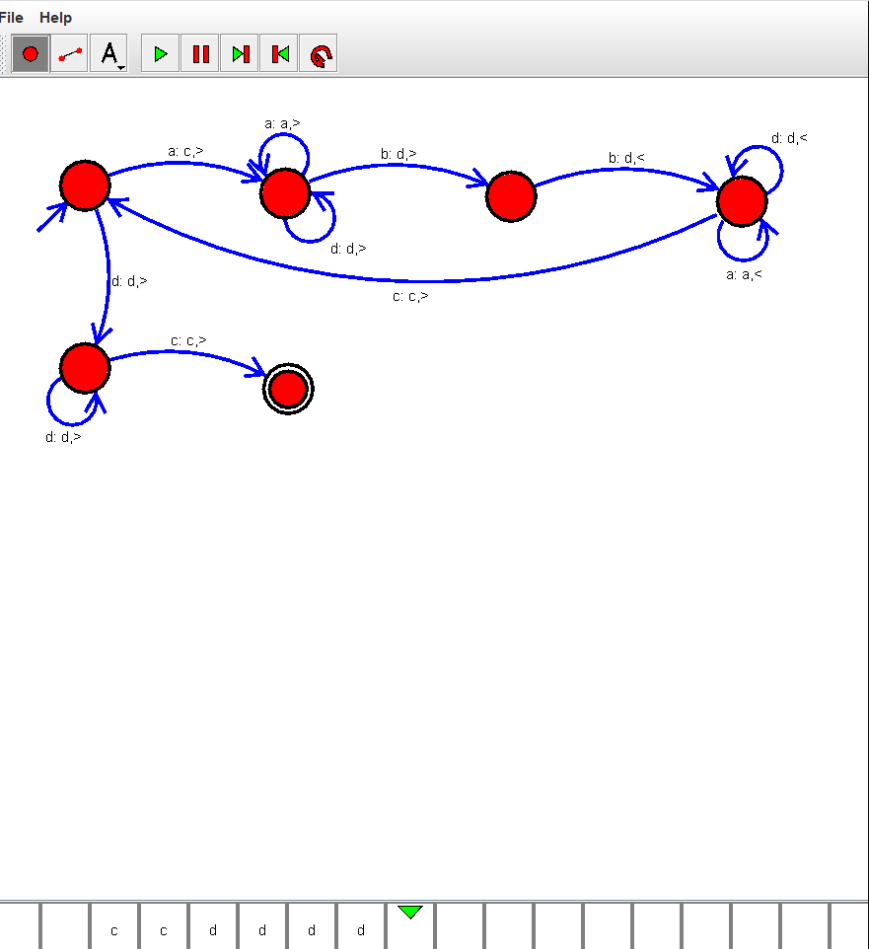 File Help
A
a: a,>
a: c,>
b: d,>
b: d,<
d: d,<
d: d,>
a: a,<
d: d,>
c: c,>
c: c,>
d: d,>
c c d d d d